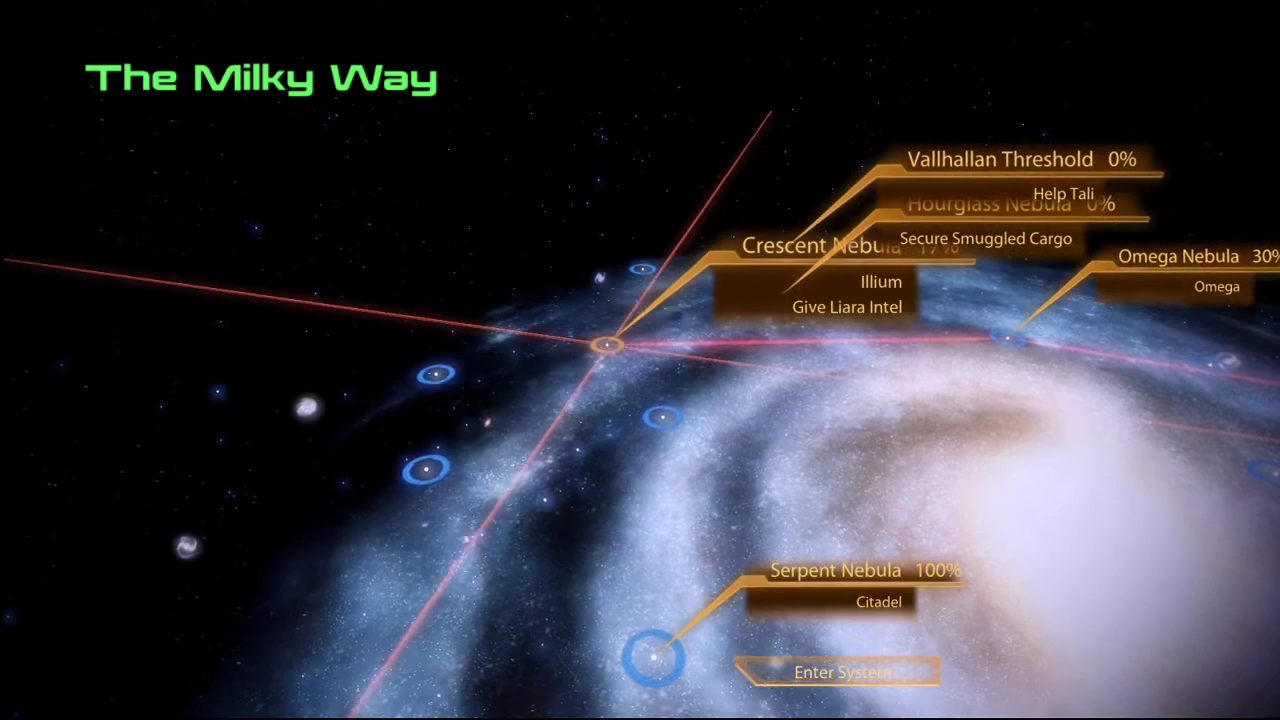 The Milky Way
Vallhallan Threshold 0%
Help Tali
Hourglass Nebula 0%
Secure Smuggled Cargo
Crescent Nebula
Illium
Give Liara Intel
Omega Nebula 30%
Omega
Serpent Nebula 100%
Citadel
Enter System